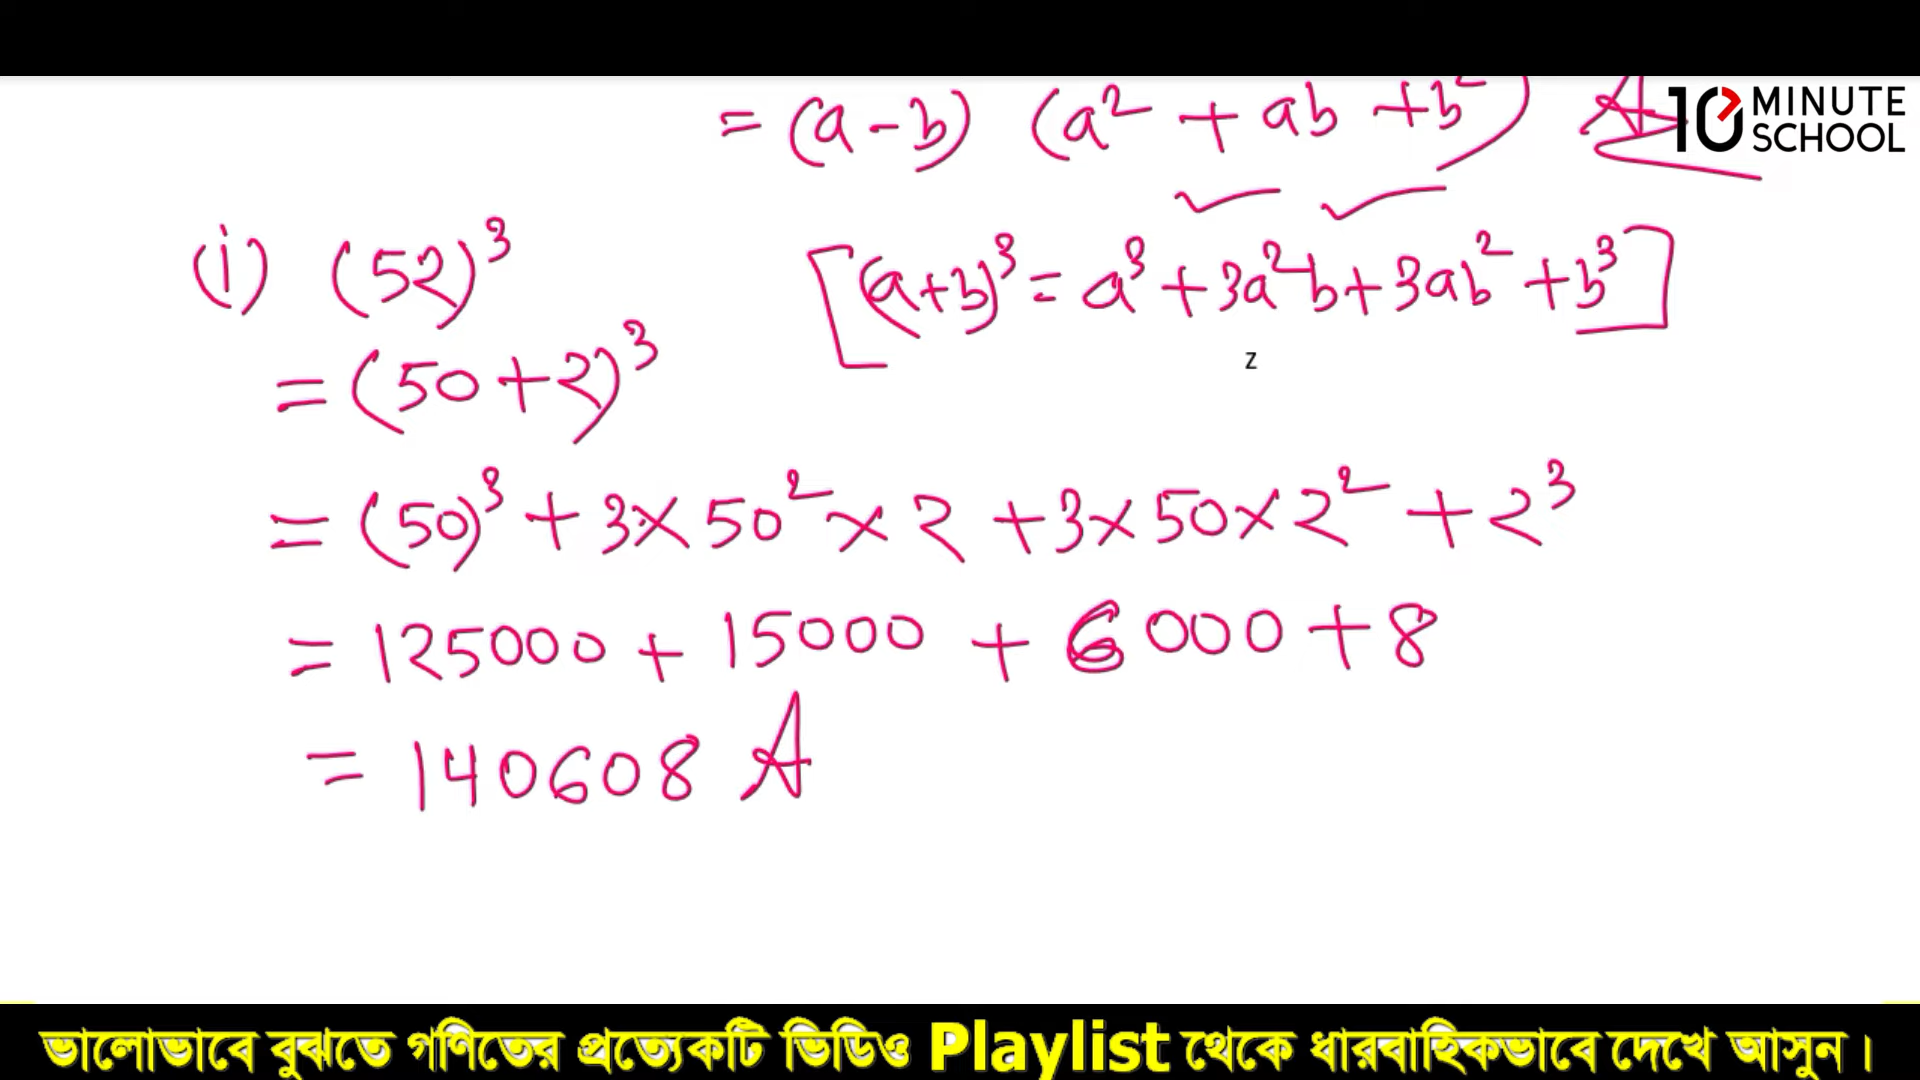 = (a - b) (a² + ab + b²) A
10 MINUTE SCHOOL
(i) (52)³ [(a+b)³ = a³ + 3a²b + 3ab² + b³]
z
= (50 + 2)³
= (50)³ + 3 × 50² × 2 + 3 × 50 × 2² + 2³
= 125000 + 15000 + 6000 + 8
= 140608 A
ভালোভাবে বুঝতে গণিতের প্রত্যেকটি ভিডিও Playlist থেকে ধারবাহিকভাবে দেখে আসুন।